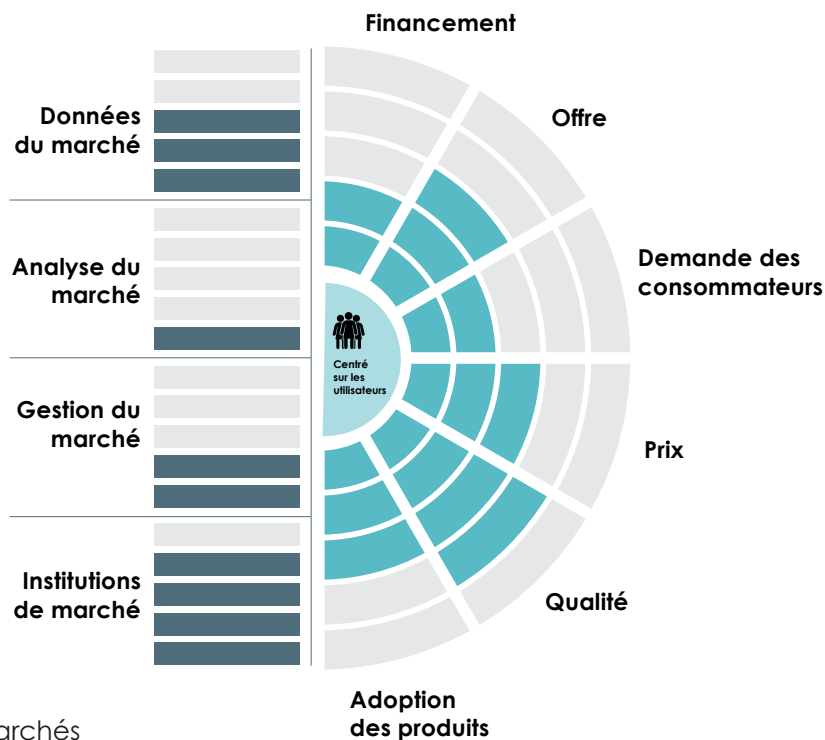 Financement
Données
du marché
Offre
Analyse du
marché
Demande des
consommateurs
Centré
sur les
utilisateurs
Gestion du
marché
Prix
Institutions
de marché
Qualité
Adoption
des produits